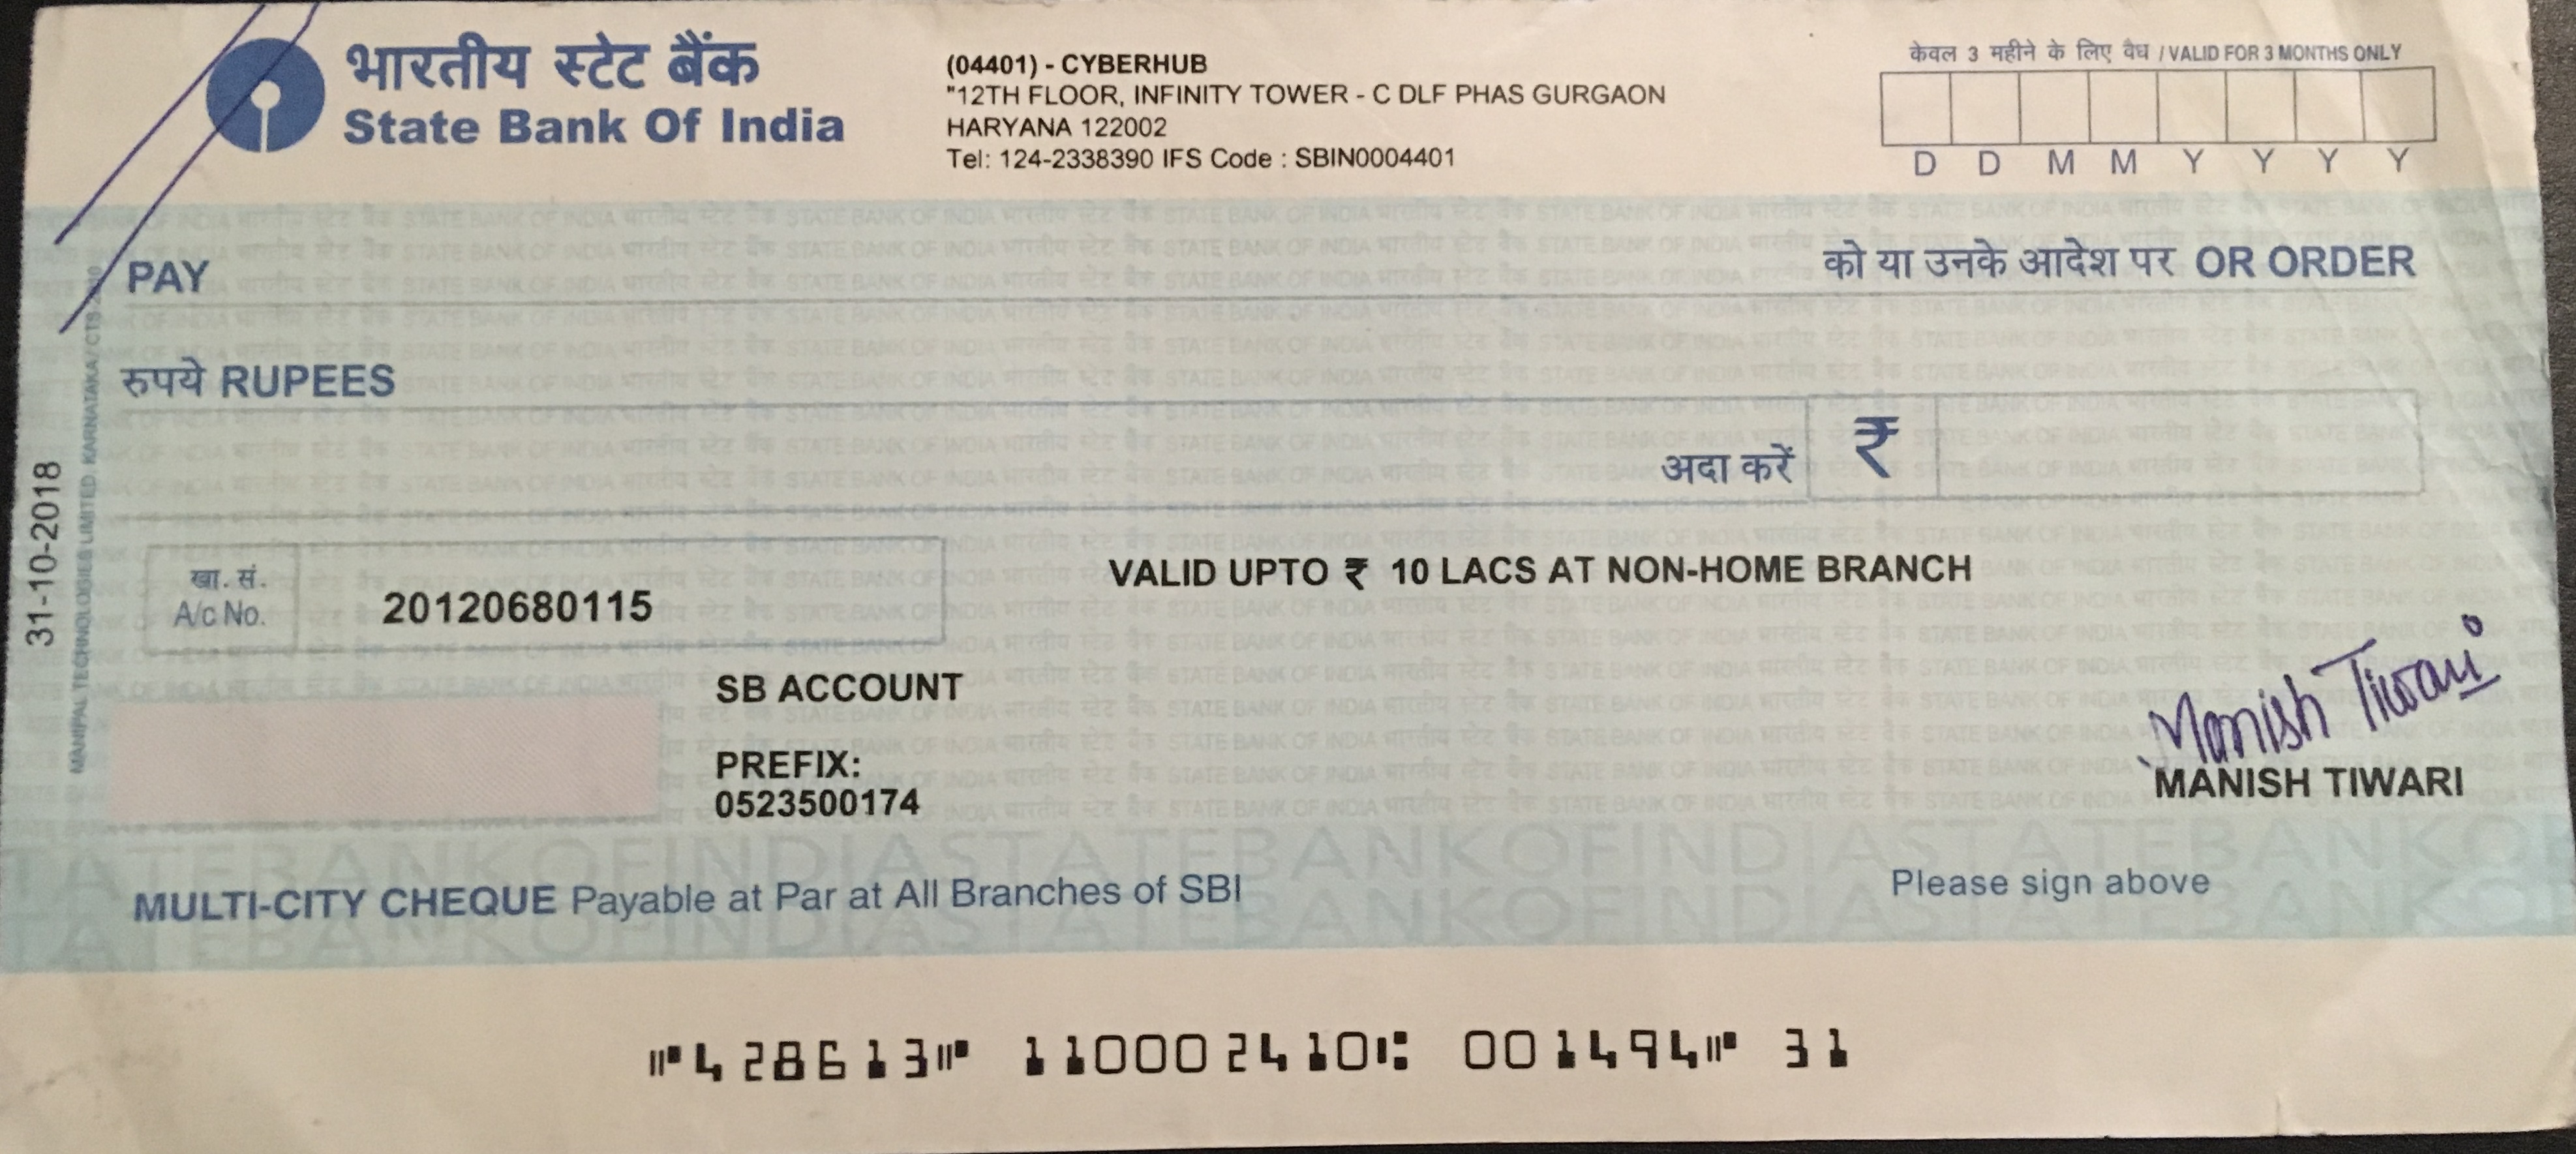 भारतीय स्टेट बैंक
State Bank Of India
(04401) - CYBERHUB
"12TH FLOOR, INFINITY TOWER - C DLF PHAS GURGAON
HARYANA 122002
Tel: 124-2338390 IFS Code : SBIN0004401
केवल 3 महीने के लिए वैध / VALID FOR 3 MONTHS ONLY
D D M M Y Y Y Y
PAY
को या उनके आदेश पर OR ORDER
रुपये RUPEES
अदा करें ₹
31-10-2018
MANIPAL TECHNOLOGIES LIMITED, KARNATAKA / CTS-2010
खा. सं.
A/c No.
20120680115
VALID UPTO ₹ 10 LACS AT NON-HOME BRANCH
SB ACCOUNT
PREFIX:
0523500174
Manish Tiwari
MANISH TIWARI
MULTI-CITY CHEQUE Payable at Par at All Branches of SBI
Please sign above
⑈428613⑈ 110002410⑆ 001494⑈ 31